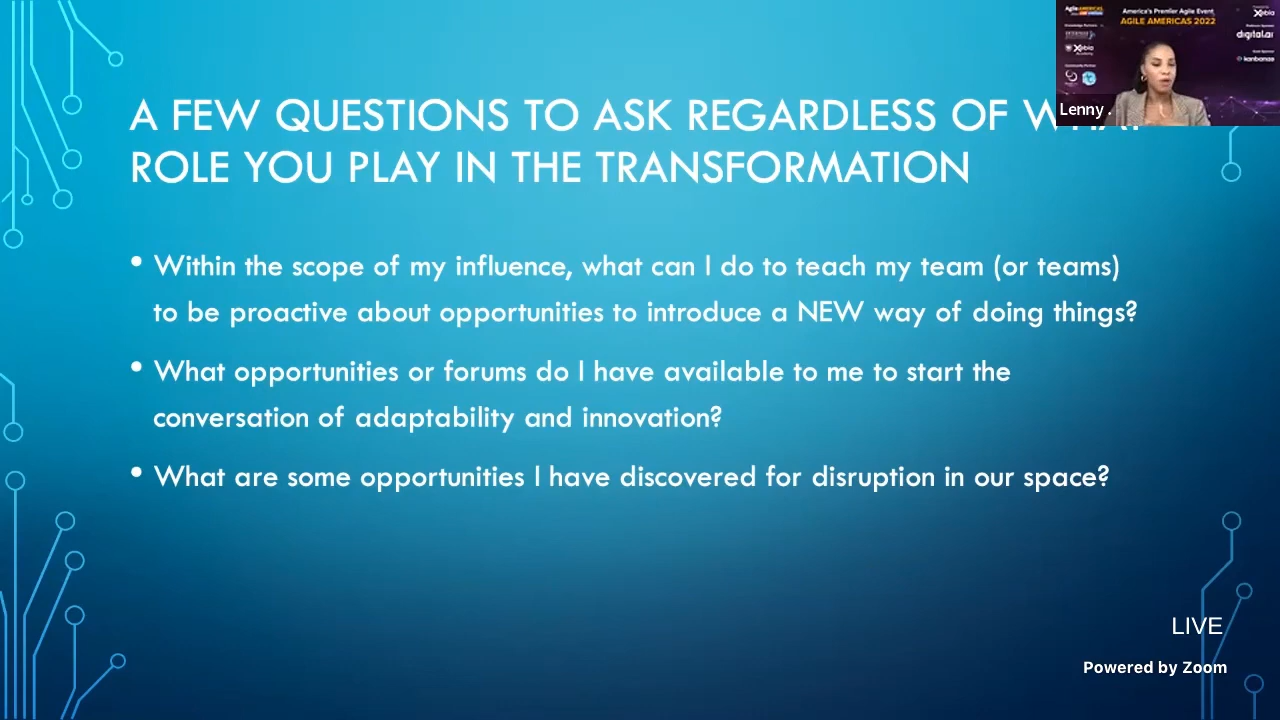 America's Premier Agile Event
AGILE AMERICAS 2022
Xebia
digital.ai
kanbanize
Xebia
Lenny .
A FEW QUESTIONS TO ASK REGARDLESS OF WHAT
ROLE YOU PLAY IN THE TRANSFORMATION
• Within the scope of my influence, what can I do to teach my team (or teams)
to be proactive about opportunities to introduce a NEW way of doing things?
• What opportunities or forums do I have available to me to start the
conversation of adaptability and innovation?
• What are some opportunities I have discovered for disruption in our space?
LIVE
Powered by Zoom